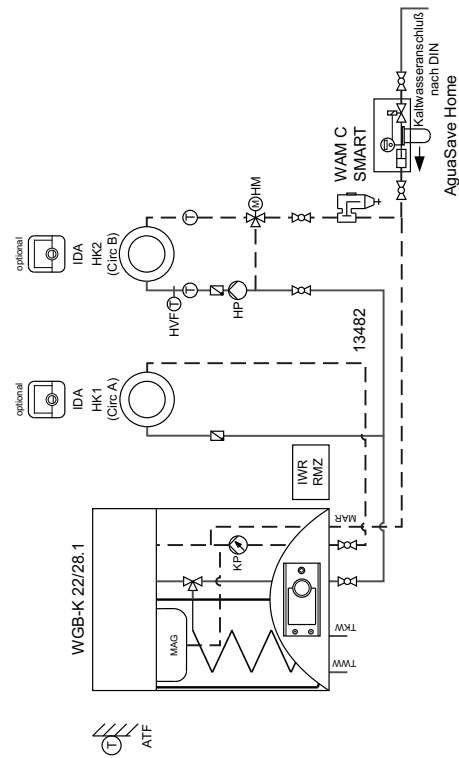 WGB-K 22/28.1
MAG
KP
MAR
TKW
TWW
T
ATF
IWR
RMZ
optional
IDA
HK1
(Circ A)
optional
IDA
HK2
(Circ B)
T
HVF
T
HP
T
M
HM
13482
WAM C
SMART
Kaltwasseranschluß
nach DIN
AguaSave Home